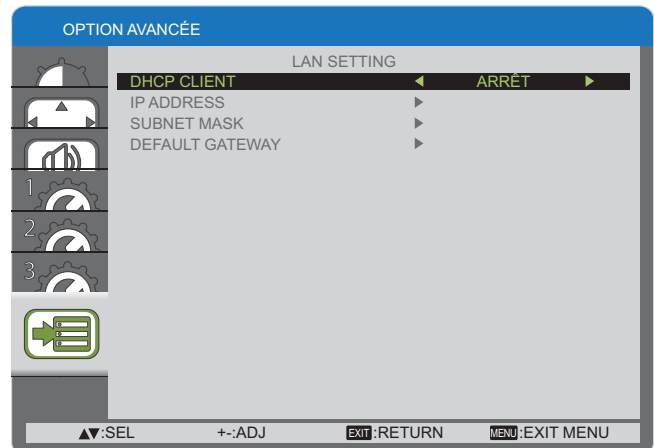 OPTION AVANCÉE
LAN SETTING
DHCP CLIENT ARRÊT
IP ADDRESS
SUBNET MASK
DEFAULT GATEWAY
1
2
3
▲▼:SEL +-:ADJ EXIT:RETURN MENU:EXIT MENU